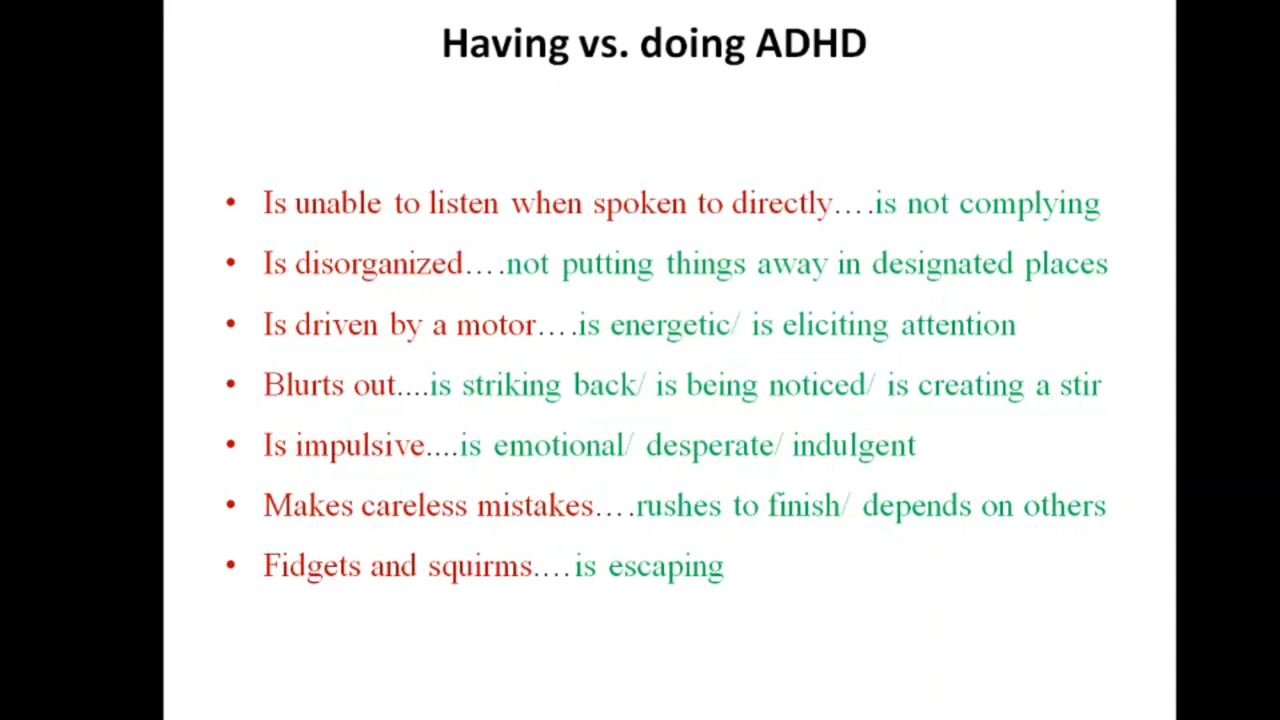 Having vs. doing ADHD
• Is unable to listen when spoken to directly….is not complying
• Is disorganized….not putting things away in designated places
• Is driven by a motor….is energetic/ is eliciting attention
• Blurts out....is striking back/ is being noticed/ is creating a stir
• Is impulsive....is emotional/ desperate/ indulgent
• Makes careless mistakes….rushes to finish/ depends on others
• Fidgets and squirms….is escaping